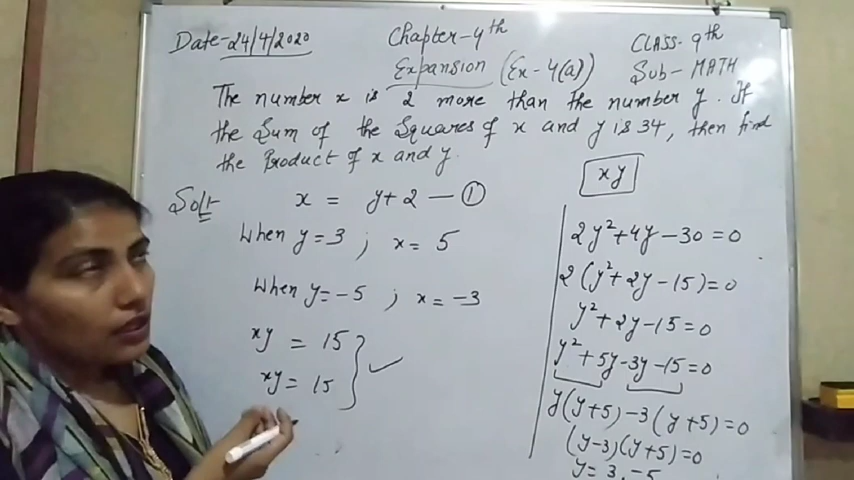 Date-24/4/2020
Chapter-4th
CLASS-9th
Expansion (Ex-4(a))
Sub-MATH
The number x is 2 more than the number y. If
the sum of the squares of x and y is 34, then find
the product of x and y.
xy
Sol:-
x = y+2 — ①
When y=3 ; x= 5
When y=-5 ; x = -3
xy = 15
xy = 15
2y²+4y-30=0
2(y²+2y-15)=0
y²+2y-15=0
y²+5y-3y-15=0
y(y+5)-3(y+5)=0
(y-3)(y+5)=0
y=3,-5